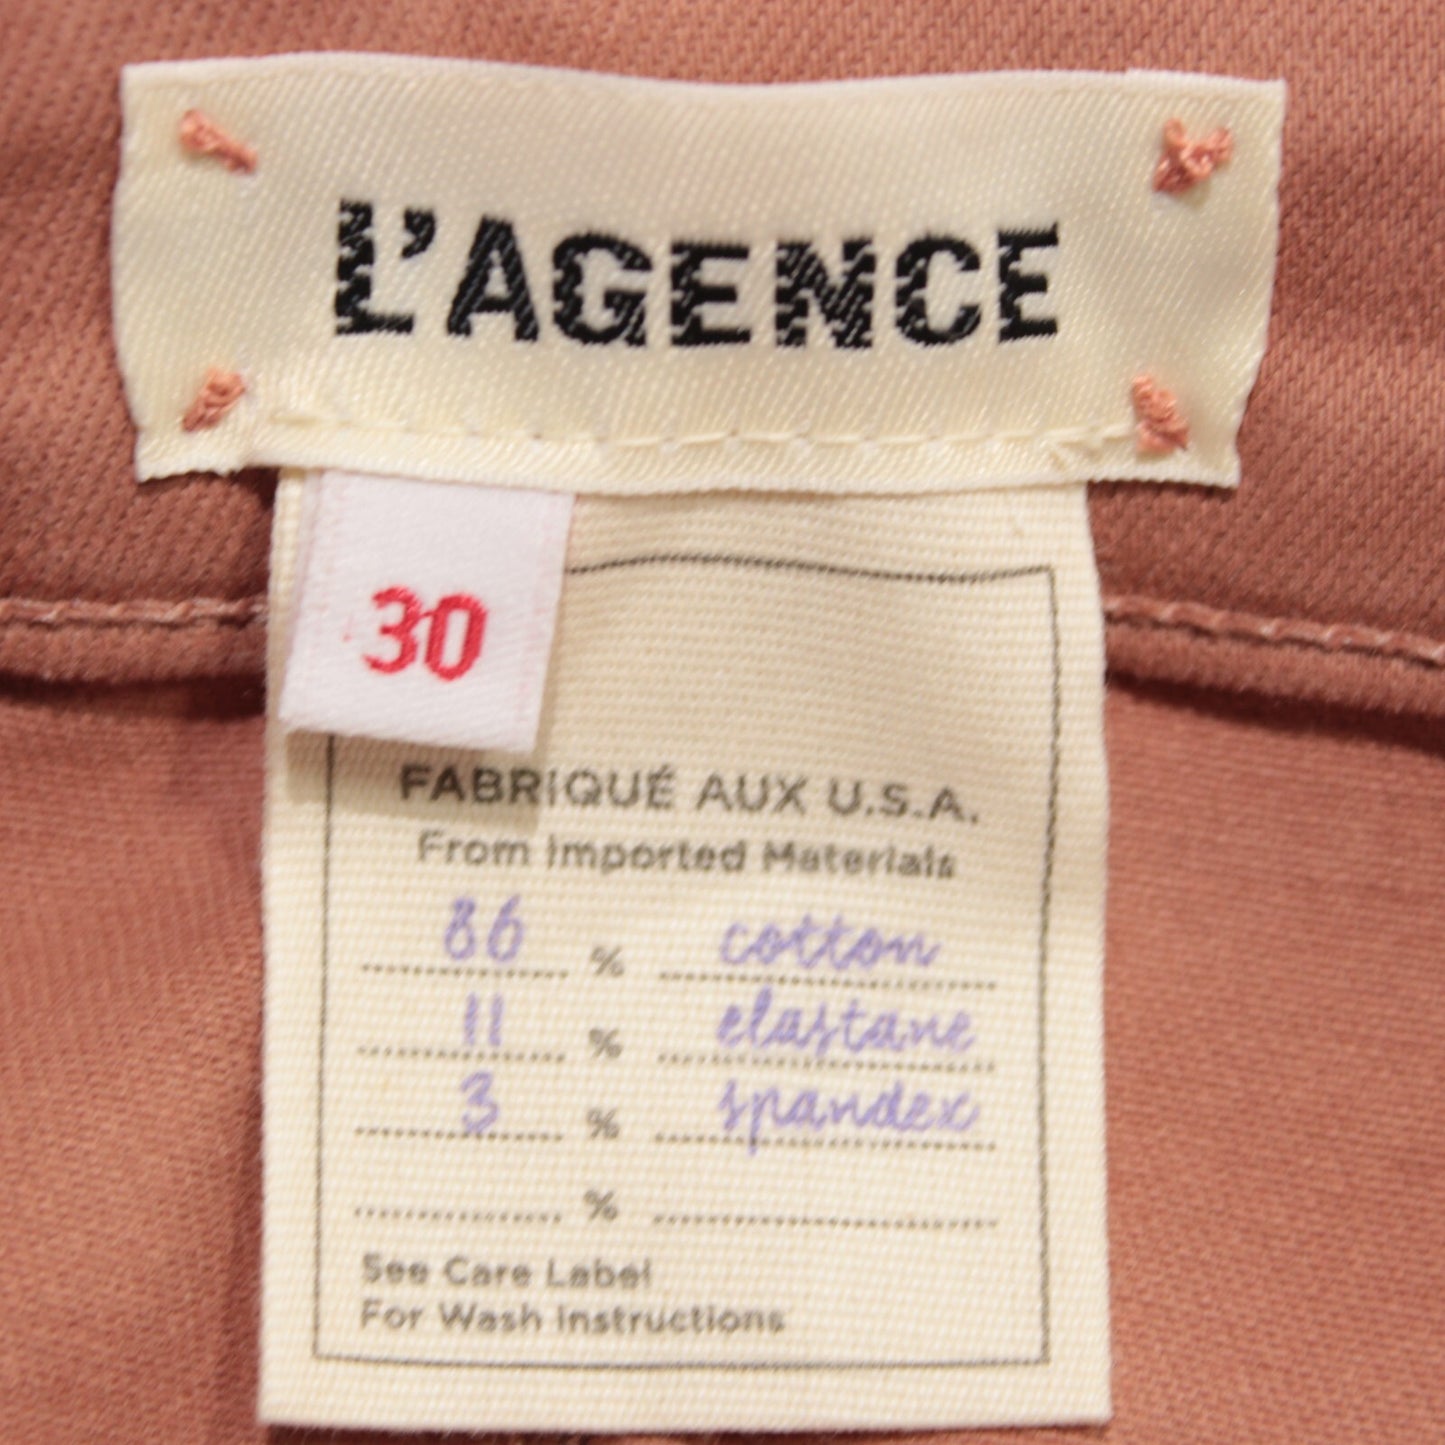 L'AGENCE
30
FABRIQUÉ AUX U.S.A.
From Imported Materials
86 % cotton
11 % elastane
3 % spandex
%
See Care Label
For Wash Instructions